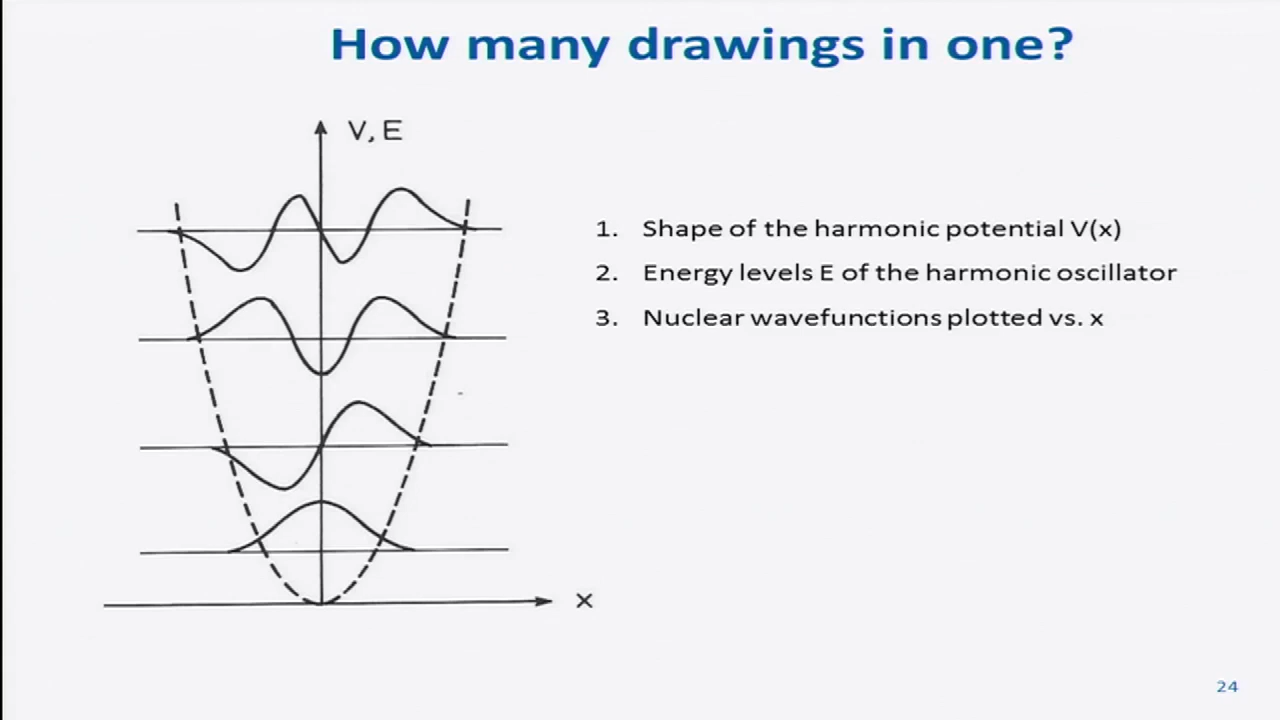 How many drawings in one?
V, E
1. Shape of the harmonic potential V(x)
2. Energy levels E of the harmonic oscillator
3. Nuclear wavefunctions plotted vs. x
x
24